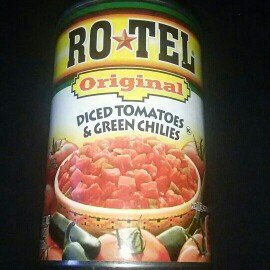 RO★TEL
Original
DICED TOMATOES
& GREEN CHILIES